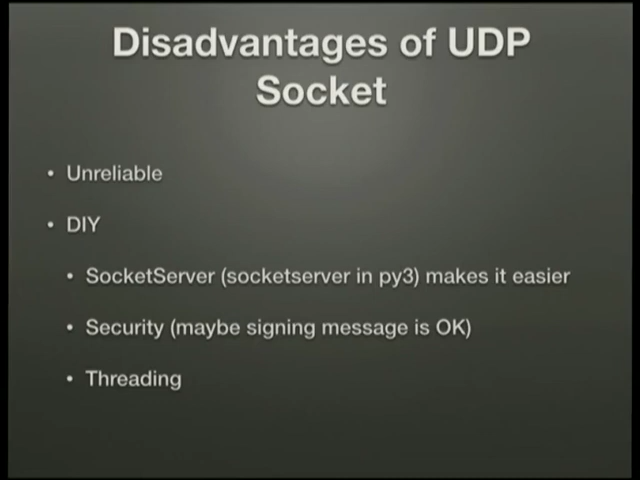 Disadvantages of UDP
Socket
• Unreliable
• DIY
• SocketServer (socketserver in py3) makes it easier
• Security (maybe signing message is OK)
• Threading